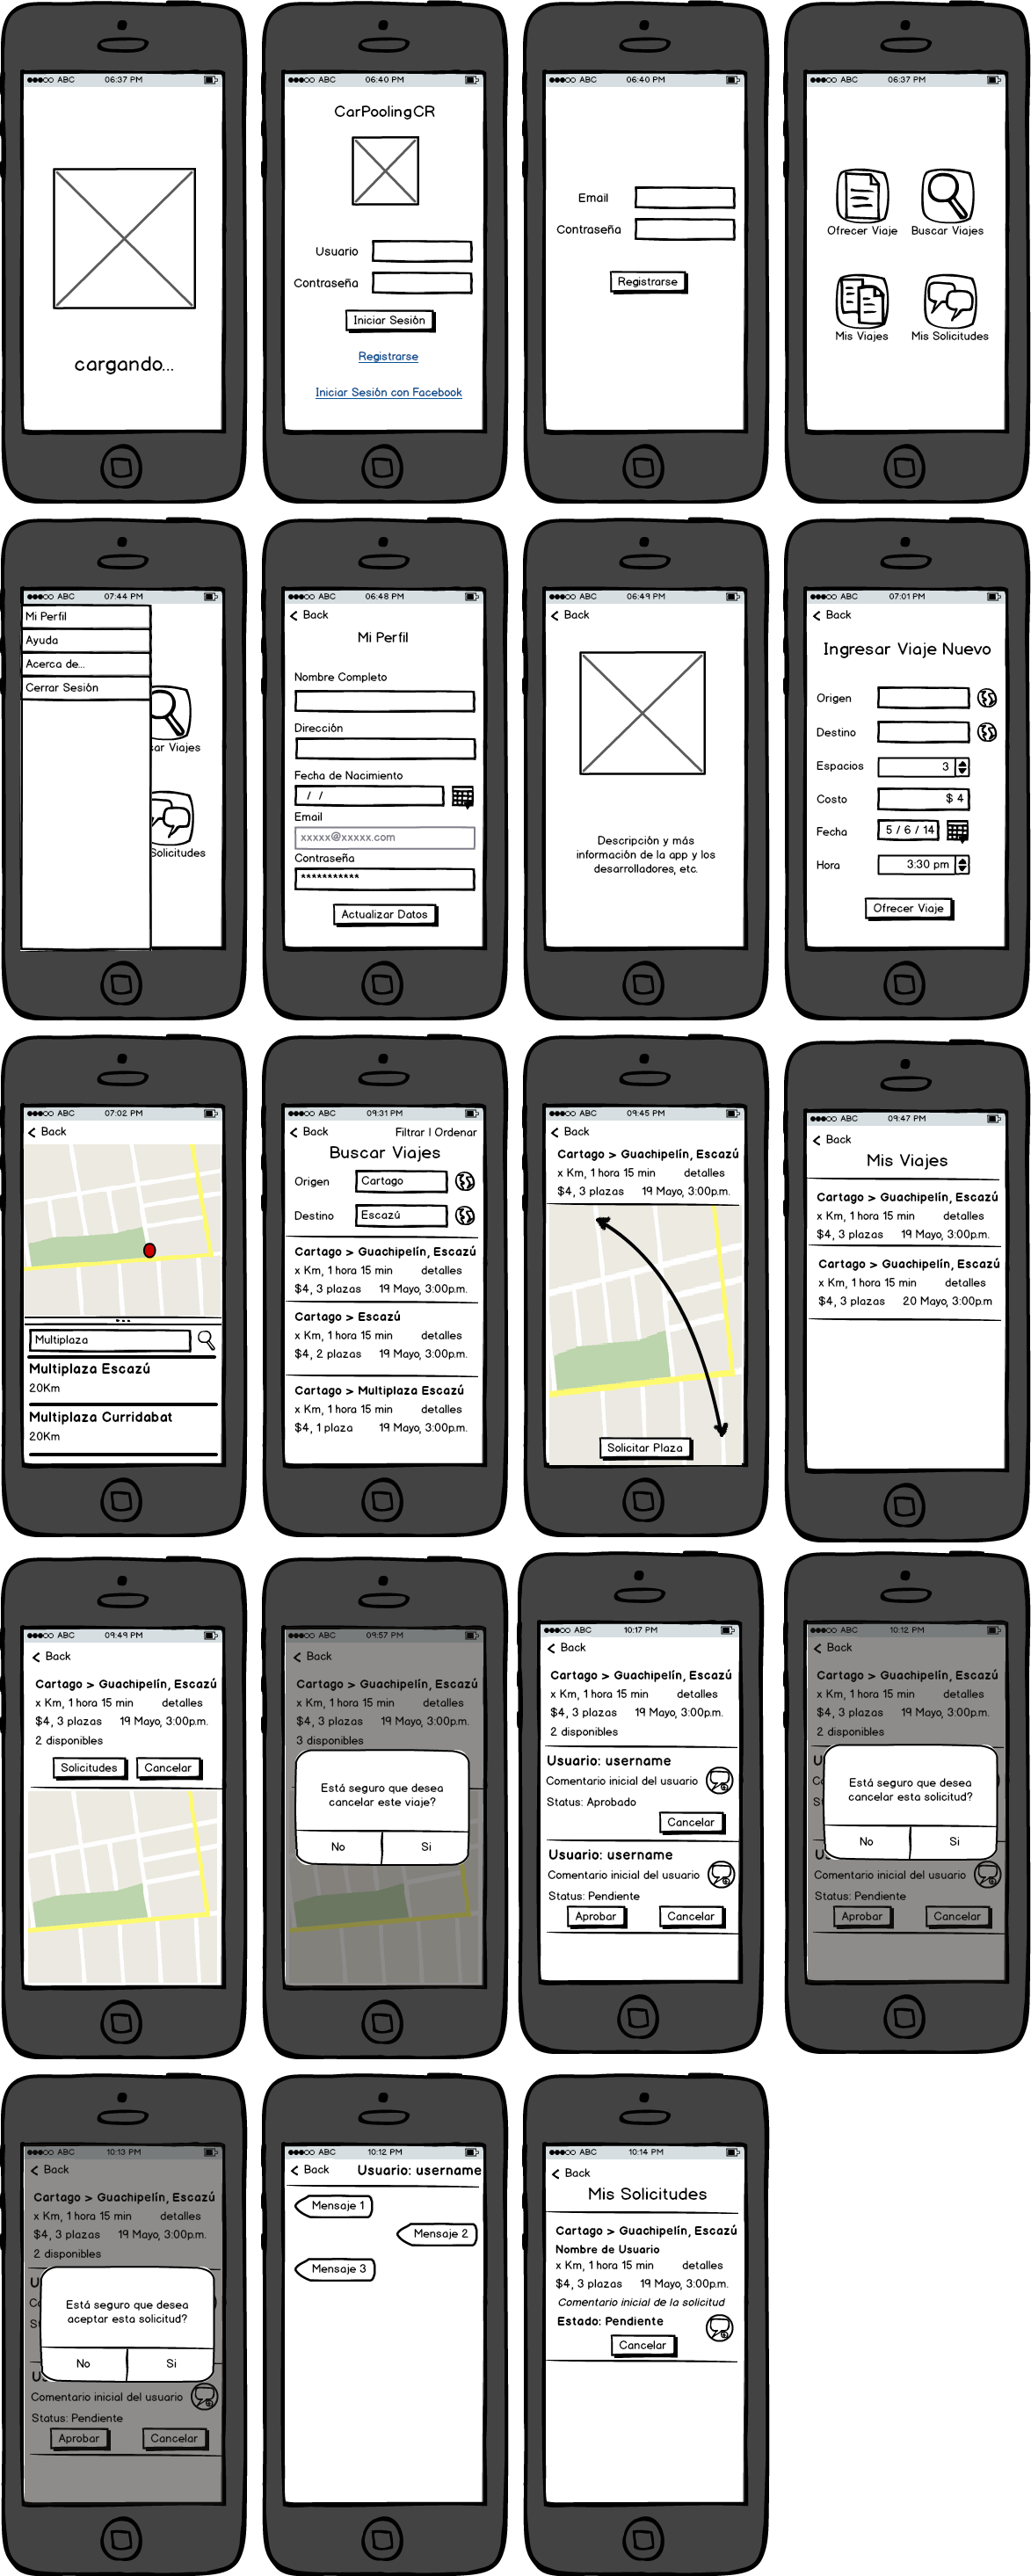 ABC 06:37 PM
cargando...
ABC 06:40 PM
CarPoolingCR
Usuario
Contraseña
Iniciar Sesión
Registrarse
Iniciar Sesión con Facebook
ABC 06:40 PM
Email
Contraseña
Registrarse
ABC 06:37 PM
Ofrecer Viaje Buscar Viajes
Mis Viajes Mis Solicitudes
ABC 07:44 PM
Mi Perfil
Ayuda
Acerca de...
Cerrar Sesión
car Viajes
Solicitudes
ABC 06:48 PM
Back
Mi Perfil
Nombre Completo
Dirección
Fecha de Nacimiento
/ /
Email
xxxxx@xxxxx.com
Contraseña
***********
Actualizar Datos
ABC 06:49 PM
Back
Descripción y más
información de la app y los
desarrolladores, etc.
ABC 07:01 PM
Back
Ingresar Viaje Nuevo
Origen
Destino
Espacios 3
Costo $ 4
Fecha 5 / 6 / 14
Hora 3:30 pm
Ofrecer Viaje
ABC 07:02 PM
Back
Multiplaza
Multiplaza Escazú
20Km
Multiplaza Curridabat
20Km
ABC 09:31 PM
Back Filtrar | Ordenar
Buscar Viajes
Origen Cartago
Destino Escazú
Cartago > Guachipelín, Escazú
x Km, 1 hora 15 min detalles
$4, 3 plazas 19 Mayo, 3:00p.m.
Cartago > Escazú
x Km, 1 hora 15 min detalles
$4, 2 plazas 19 Mayo, 3:00p.m.
Cartago > Multiplaza Escazú
x Km, 1 hora 15 min detalles
$4, 1 plaza 19 Mayo, 3:00p.m.
ABC 09:45 PM
Back
Cartago > Guachipelín, Escazú
x Km, 1 hora 15 min detalles
$4, 3 plazas 19 Mayo, 3:00p.m.
Solicitar Plaza
ABC 09:47 PM
Back
Mis Viajes
Cartago > Guachipelín, Escazú
x Km, 1 hora 15 min detalles
$4, 3 plazas 19 Mayo, 3:00p.m.
Cartago > Guachipelín, Escazú
x Km, 1 hora 15 min detalles
$4, 3 plazas 20 Mayo, 3:00p.m
ABC 09:49 PM
Back
Cartago > Guachipelín, Escazú
x Km, 1 hora 15 min detalles
$4, 3 plazas 19 Mayo, 3:00p.m.
2 disponibles
Solicitudes Cancelar
ABC 09:57 PM
Back
Cartago > Guachipelín, Escazú
x Km, 1 hora 15 min detalles
$4, 3 plazas 19 Mayo, 3:00p.m.
3 disponibles
Está seguro que desea
cancelar este viaje?
No Si
ABC 10:17 PM
Back
Cartago > Guachipelín, Escazú
x Km, 1 hora 15 min detalles
$4, 3 plazas 19 Mayo, 3:00p.m.
2 disponibles
Usuario: username
Comentario inicial del usuario
Status: Aprobado
Cancelar
Usuario: username
Comentario inicial del usuario
Status: Pendiente
Aprobar Cancelar
ABC 10:12 PM
Back
Cartago > Guachipelín, Escazú
x Km, 1 hora 15 min detalles
$4, 3 plazas 19 Mayo, 3:00p.m.
2 disponibles
Está seguro que desea
cancelar esta solicitud?
No Si
Comentario inicial del usuario
Status: Pendiente
Aprobar Cancelar
ABC 10:13 PM
Back
Cartago > Guachipelín, Escazú
x Km, 1 hora 15 min detalles
$4, 3 plazas 19 Mayo, 3:00p.m.
2 disponibles
Está seguro que desea
aceptar esta solicitud?
No Si
Comentario inicial del usuario
Status: Pendiente
Aprobar Cancelar
ABC 10:12 PM
Back Usuario: username
Mensaje 1
Mensaje 2
Mensaje 3
ABC 10:14 PM
Back
Mis Solicitudes
Cartago > Guachipelín, Escazú
Nombre de Usuario
x Km, 1 hora 15 min detalles
$4, 3 plazas 19 Mayo, 3:00p.m.
Comentario inicial de la solicitud
Estado: Pendiente
Cancelar